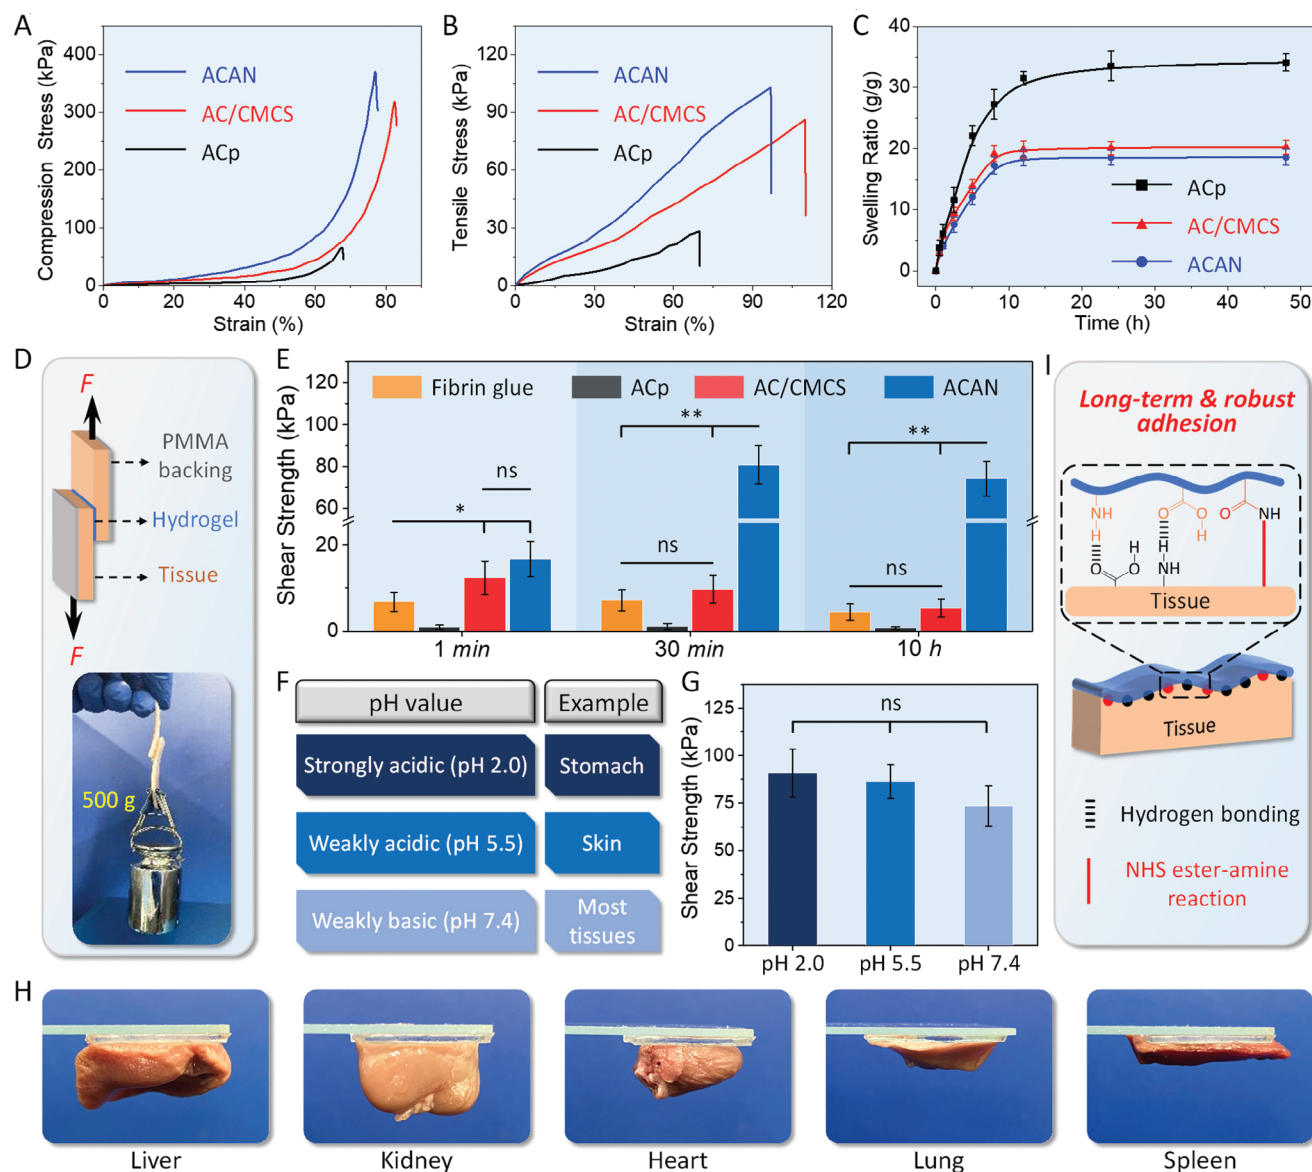 A
Compression Stress (kPa)
400
300
200
100
0
ACAN
AC/CMCS
ACp
0 20 40 60 80
Strain (%)
B
Tensile Stress (kPa)
120
90
60
30
0
ACAN
AC/CMCS
ACp
0 30 60 90 120
Strain (%)
C
Swelling Ratio (g/g)
40
30
20
10
0
ACp
AC/CMCS
ACAN
0 10 20 30 40 50
Time (h)
D
F
PMMA
backing
Hydrogel
Tissue
F
500 g
E
Shear Strength (kPa)
120
100
80
60
20
10
0
Fibrin glue ACp AC/CMCS ACAN
* ns
ns **
ns **
1 min 30 min 10 h
F
pH value Example
Strongly acidic (pH 2.0) Stomach
Weakly acidic (pH 5.5) Skin
Weakly basic (pH 7.4) Most
tissues
G
Shear Strength (kPa)
125
100
75
50
25
0
ns
pH 2.0 pH 5.5 pH 7.4
I
Long-term & robust
adhesion
NH
H
O
O
H
O
NH
O
O
H
H
NH
Tissue
Tissue
Hydrogen bonding
NHS ester-amine
reaction
H
Liver Kidney Heart Lung Spleen